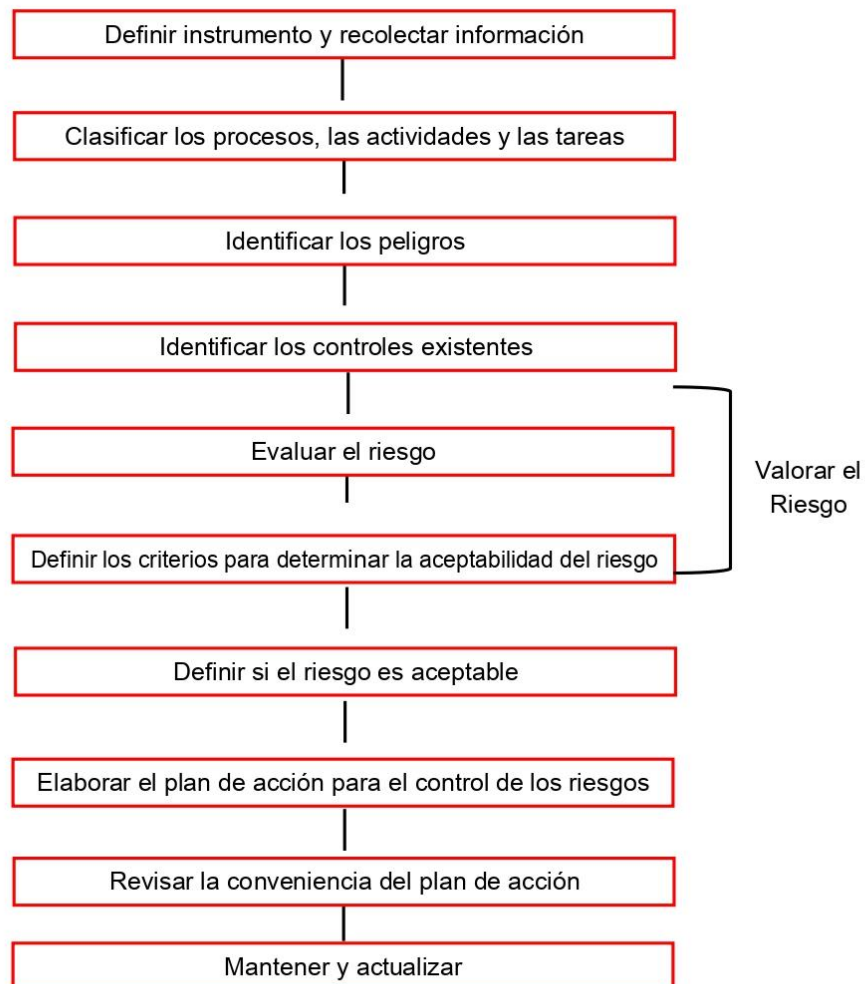 Definir instrumento y recolectar información
Clasificar los procesos, las actividades y las tareas
Identificar los peligros
Identificar los controles existentes
Evaluar el riesgo
Valorar el
Riesgo
Definir los criterios para determinar la aceptabilidad del riesgo
Definir si el riesgo es aceptable
Elaborar el plan de acción para el control de los riesgos
Revisar la conveniencia del plan de acción
Mantener y actualizar